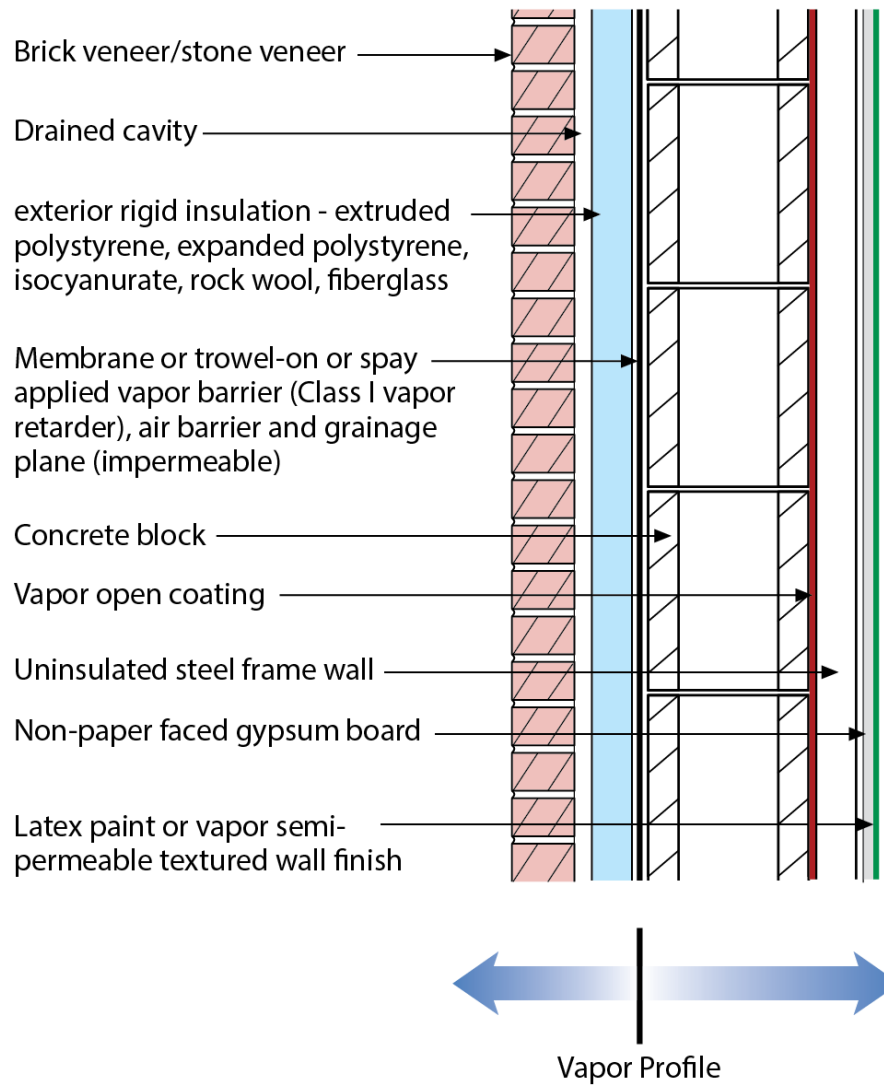 Brick veneer/stone veneer
Drained cavity
exterior rigid insulation - extruded
polystyrene, expanded polystyrene,
isocyanurate, rock wool, fiberglass
Membrane or trowel-on or spay
applied vapor barrier (Class I vapor
retarder), air barrier and grainage
plane (impermeable)
Concrete block
Vapor open coating
Uninsulated steel frame wall
Non-paper faced gypsum board
Latex paint or vapor semi-
permeable textured wall finish
Vapor Profile